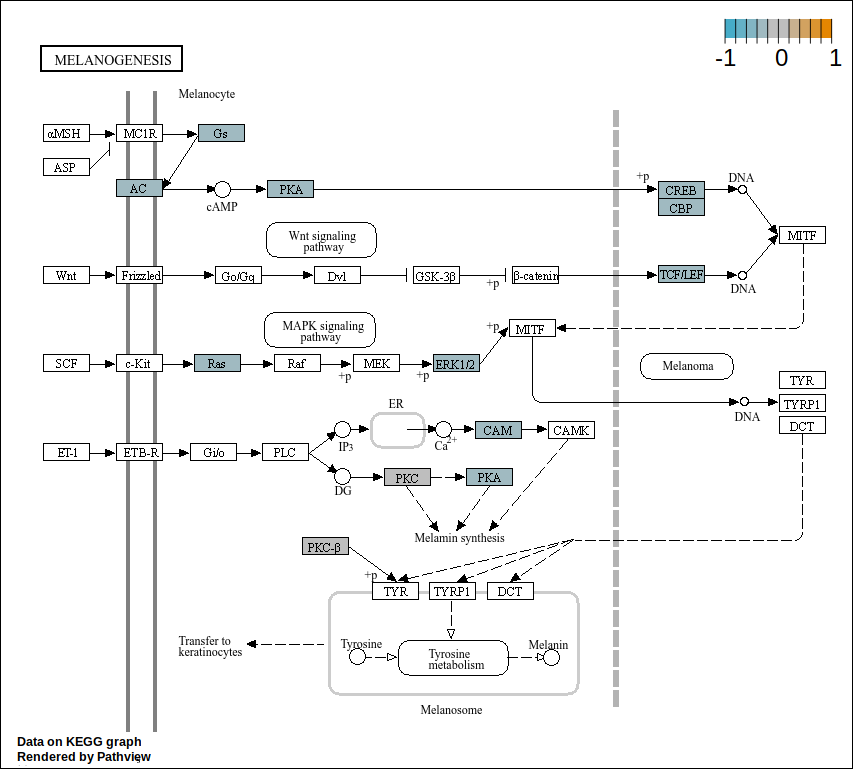 MELANOGENESIS
-1 0 1
Melanocyte
αMSH MC1R Gs
ASP
AC cAMP PKA +p CREB DNA
CBP
MITF
Wnt signaling
pathway
Wnt Frizzled Go/Gq Dvl GSK-3β +p β-catenin TCF/LEF DNA
MAPK signaling
pathway
+p MITF
SCF c-Kit Ras Raf +p MEK +p ERK1/2
Melanoma
TYR
DNA TYRP1
DCT
ER
ET-1 ETB-R Gi/o PLC IP3 Ca2+ CAM CAMK
DG PKC PKA
Melamin synthesis
PKC-β
+p
TYR TYRP1 DCT
Transfer to
keratinocytes
Tyrosine Tyrosine
metabolism Melanin
Melanosome
Data on KEGG graph
Rendered by Pathview